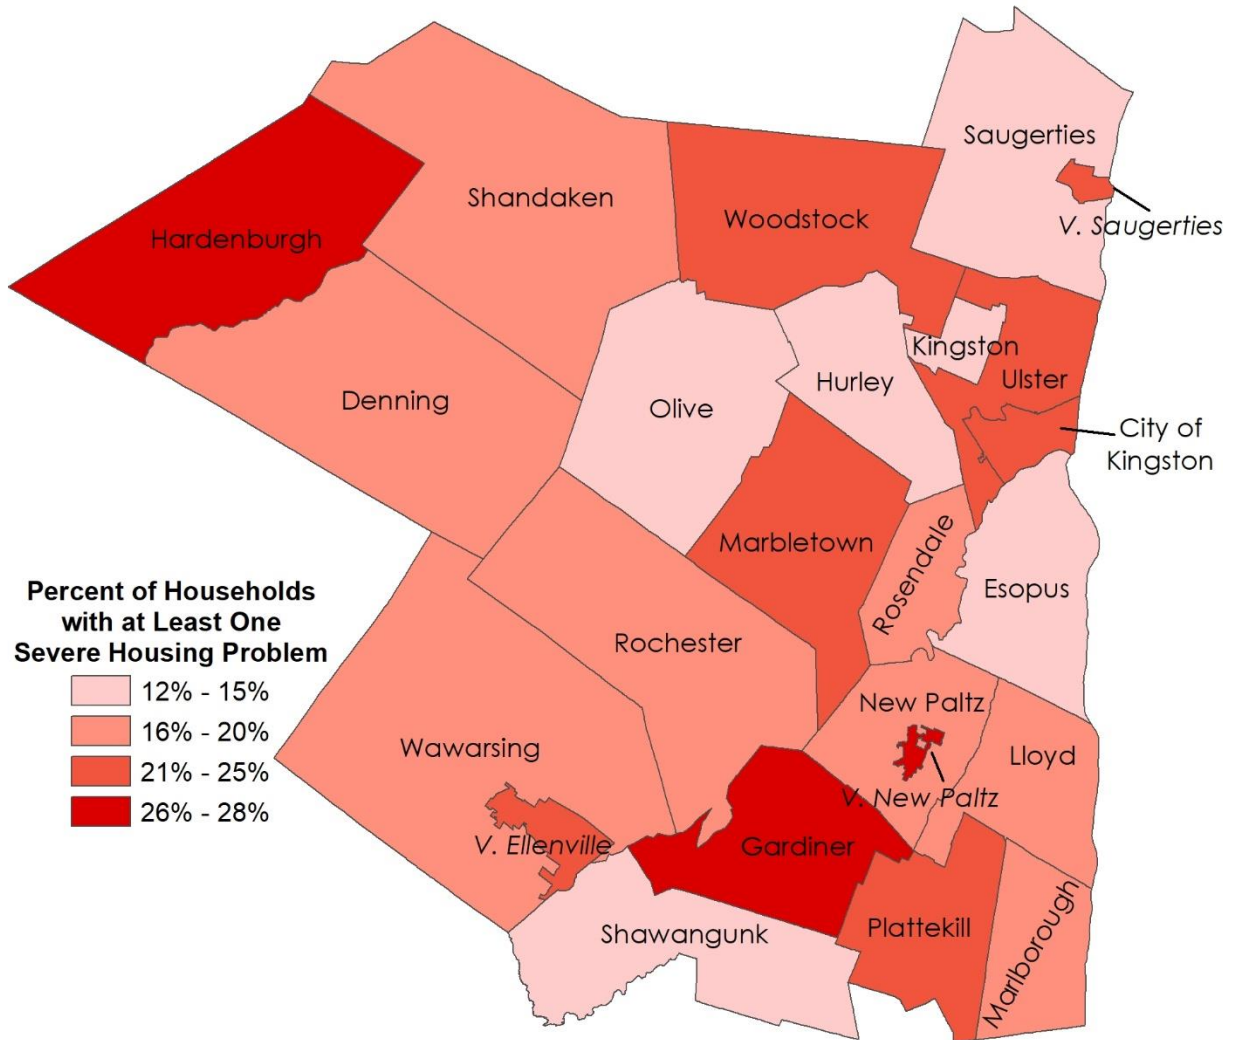 Saugerties
Shandaken
Woodstock
V. Saugerties
Hardenburgh
Kingston
Ulster
Hurley
Denning
Olive
City of
Kingston
Marbletown
Rosendale
Esopus
Percent of Households
with at Least One
Severe Housing Problem
12% - 15%
16% - 20%
21% - 25%
26% - 28%
Rochester
New Paltz
Wawarsing
Lloyd
V. New Paltz
V. Ellenville
Gardiner
Shawangunk
Plattekill
Marlborough